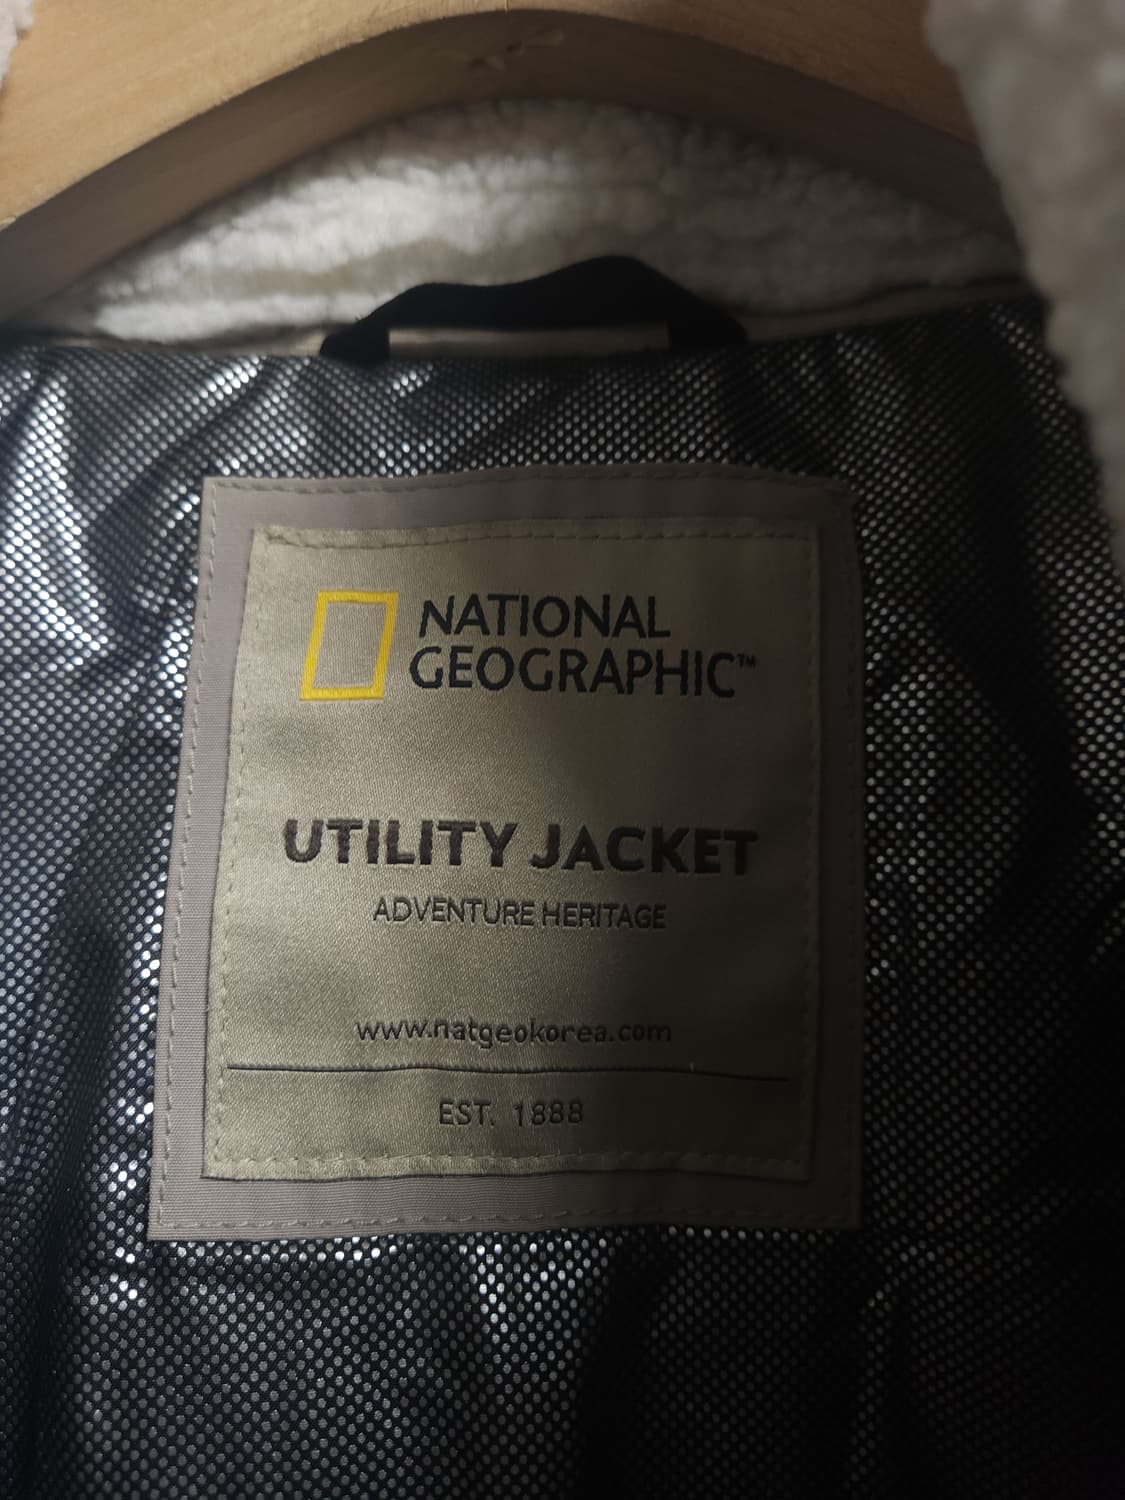 NATIONAL
GEOGRAPHIC™
UTILITY JACKET
ADVENTURE HERITAGE
www.natgeokorea.com
EST. 1888